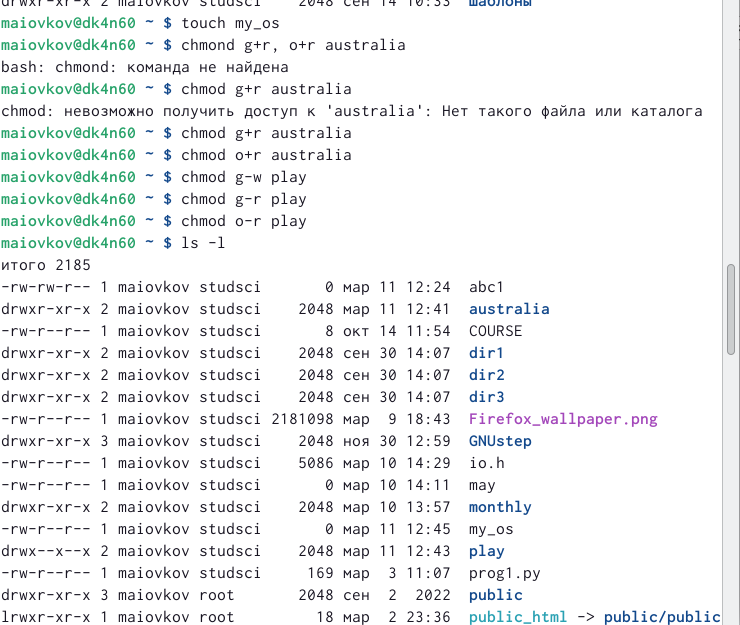 drwxr-xr-x 2 maiovkov studsci    2048 сен 14 10:33  шаблоны
maiovkov@dk4n60 ~ $ touch my_os
maiovkov@dk4n60 ~ $ chmond g+r, o+r australia
bash: chmond: команда не найдена
maiovkov@dk4n60 ~ $ chmod g+r australia
chmod: невозможно получить доступ к 'australia': Нет такого файла или каталога
maiovkov@dk4n60 ~ $ chmod g+r australia
maiovkov@dk4n60 ~ $ chmod o+r australia
maiovkov@dk4n60 ~ $ chmod g-w play
maiovkov@dk4n60 ~ $ chmod g-r play
maiovkov@dk4n60 ~ $ chmod o-r play
maiovkov@dk4n60 ~ $ ls -l
итого 2185
-rw-rw-r-- 1 maiovkov studsci       0 мар 11 12:24  abc1
drwxr-xr-x 2 maiovkov studsci    2048 мар 11 12:41  australia
-rw-r--r-- 1 maiovkov studsci       8 окт 14 11:54  COURSE
drwxr-xr-x 2 maiovkov studsci    2048 сен 30 14:07  dir1
drwxr-xr-x 2 maiovkov studsci    2048 сен 30 14:07  dir2
drwxr-xr-x 2 maiovkov studsci    2048 сен 30 14:07  dir3
-rw-r--r-- 1 maiovkov studsci 2181098 мар  9 18:43  Firefox_wallpaper.png
drwxr-xr-x 3 maiovkov studsci    2048 ноя 30 12:59  GNUstep
-rw-r--r-- 1 maiovkov studsci    5086 мар 10 14:29  io.h
-rw-r--r-- 1 maiovkov studsci       0 мар 10 14:11  may
drwxr-xr-x 2 maiovkov studsci    2048 мар 10 13:57  monthly
-rw-r--r-- 1 maiovkov studsci       0 мар 11 12:45  my_os
drwx--x--x 2 maiovkov studsci    2048 мар 11 12:43  play
-rw-r--r-- 1 maiovkov studsci     169 мар  3 11:07  prog1.py
drwxr-xr-x 3 maiovkov root       2048 сен  2  2022  public
lrwxr-xr-x 1 maiovkov root         18 мар  2 23:36  public_html -> public/public